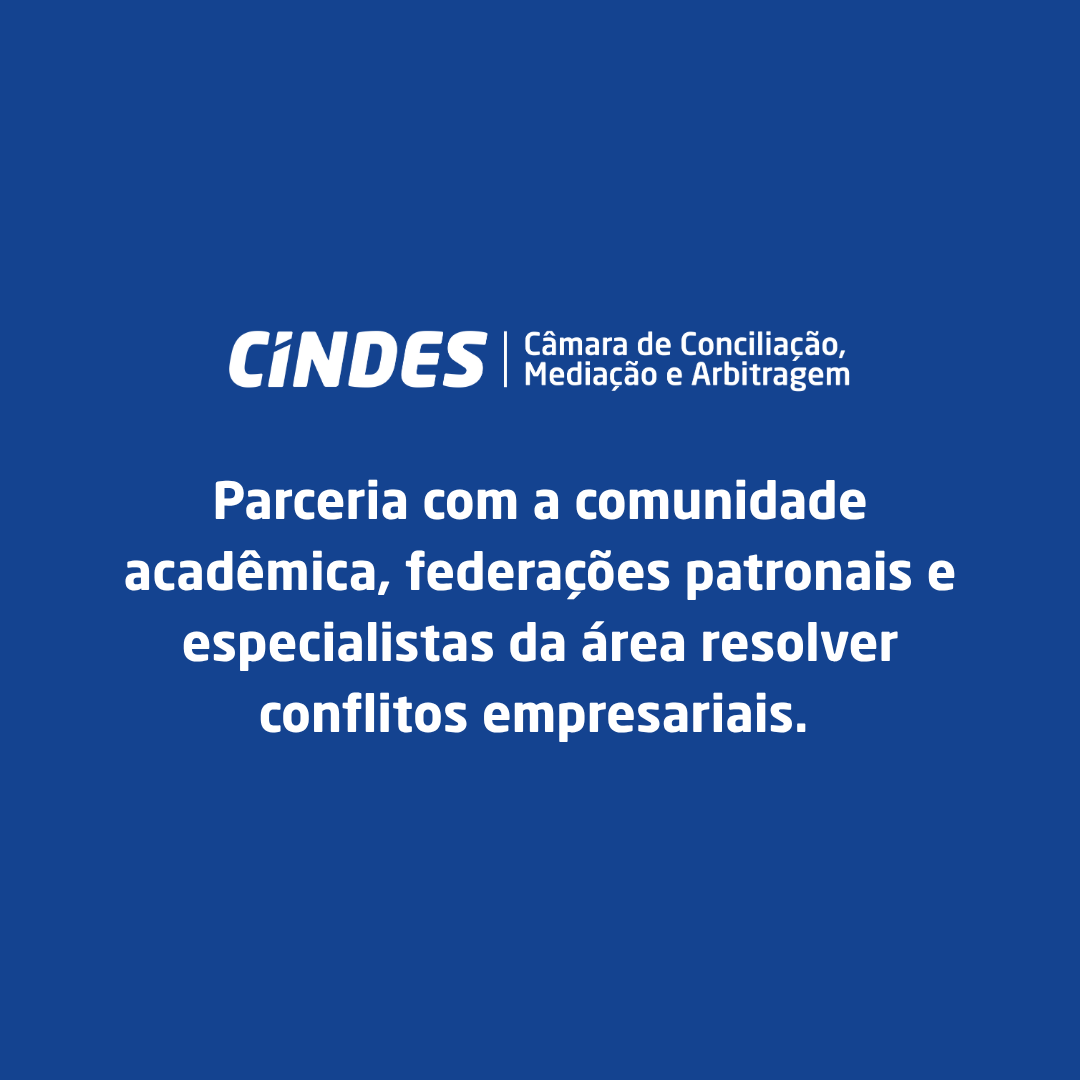 CINDES
Câmara de Conciliação,
Mediação e Arbitragem
Parceria com a comunidade
acadêmica, federações patronais e
especialistas da área resolver
conflitos empresariais.